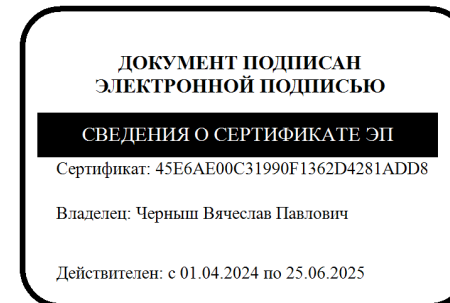 ДОКУМЕНТ ПОДПИСАН
ЭЛЕКТРОННОЙ ПОДПИСЬЮ
СВЕДЕНИЯ О СЕРТИФИКАТЕ ЭП
Сертификат: 45E6AE00C31990F1362D4281ADD8
Владелец: Черныш Вячеслав Павлович
Действителен: с 01.04.2024 по 25.06.2025